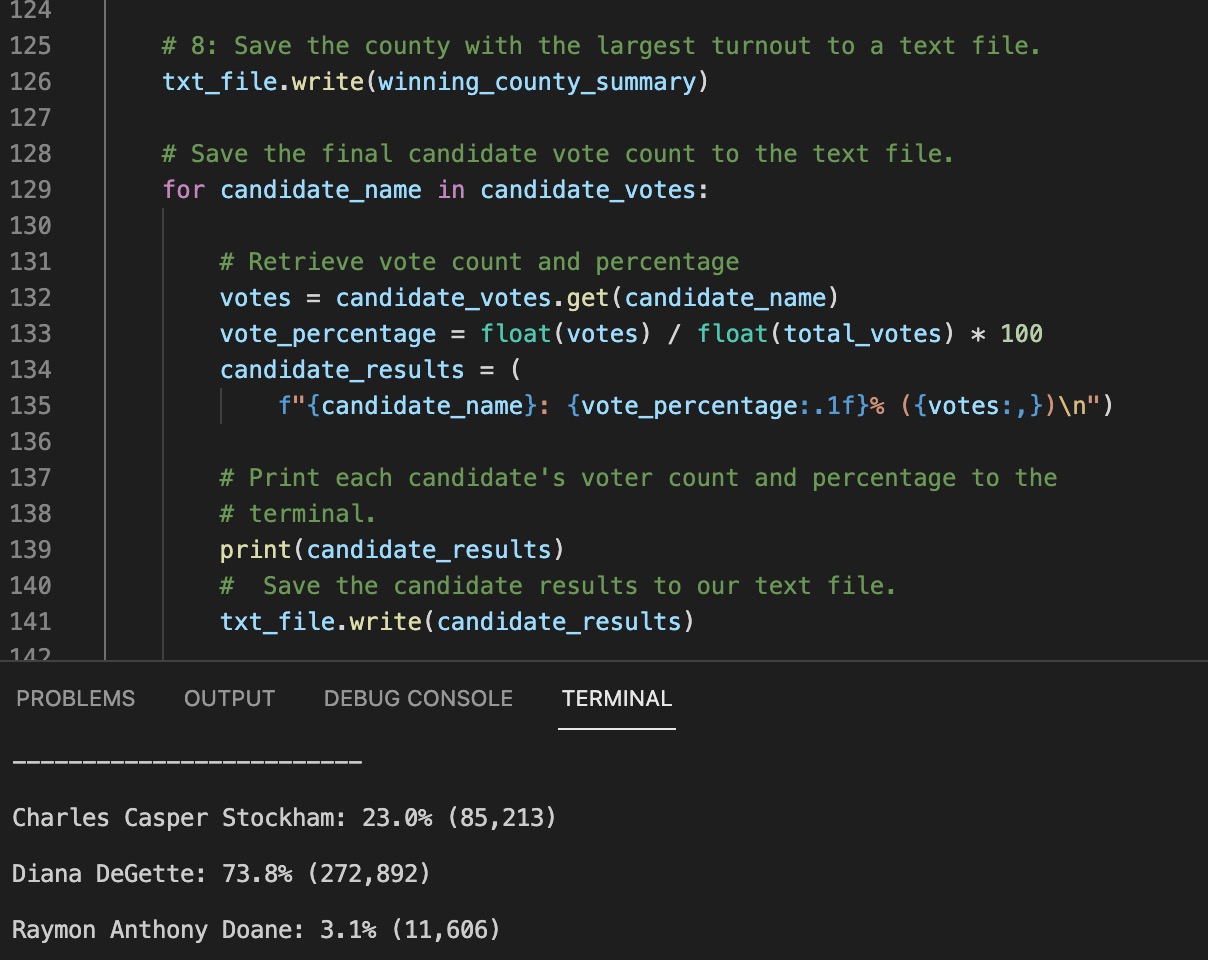 124
125 # 8: Save the county with the largest turnout to a text file.
126 txt_file.write(winning_county_summary)
127
128 # Save the final candidate vote count to the text file.
129 for candidate_name in candidate_votes:
130
131 # Retrieve vote count and percentage
132 votes = candidate_votes.get(candidate_name)
133 vote_percentage = float(votes) / float(total_votes) * 100
134 candidate_results = (
135 f"{candidate_name}: {vote_percentage:.1f}% ({votes:,})\n")
136
137 # Print each candidate's voter count and percentage to the
138 # terminal.
139 print(candidate_results)
140 #  Save the candidate results to our text file.
141 txt_file.write(candidate_results)
142
PROBLEMS OUTPUT DEBUG CONSOLE TERMINAL
-------------------------
Charles Casper Stockham: 23.0% (85,213)
Diana DeGette: 73.8% (272,892)
Raymon Anthony Doane: 3.1% (11,606)